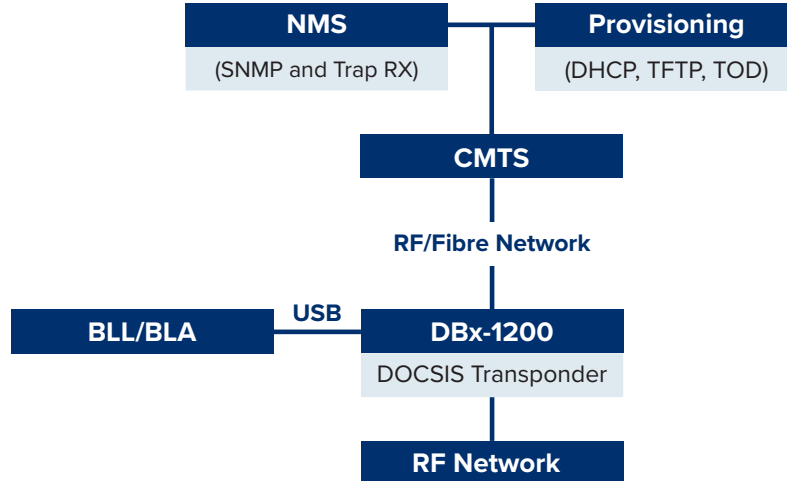 NMS
(SNMP and Trap RX)
Provisioning
(DHCP, TFTP, TOD)
CMTS
RF/Fibre Network
BLL/BLA
USB
DBx-1200
DOCSIS Transponder
RF Network